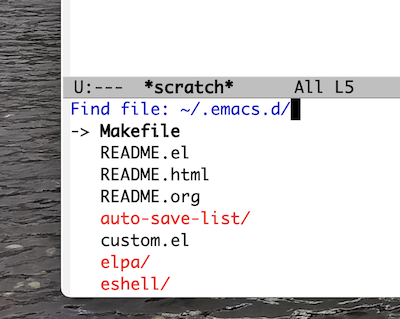 U:--- *scratch* All L5
Find file: ~/.emacs.d/
-> Makefile
README.el
README.html
README.org
auto-save-list/
custom.el
elpa/
eshell/